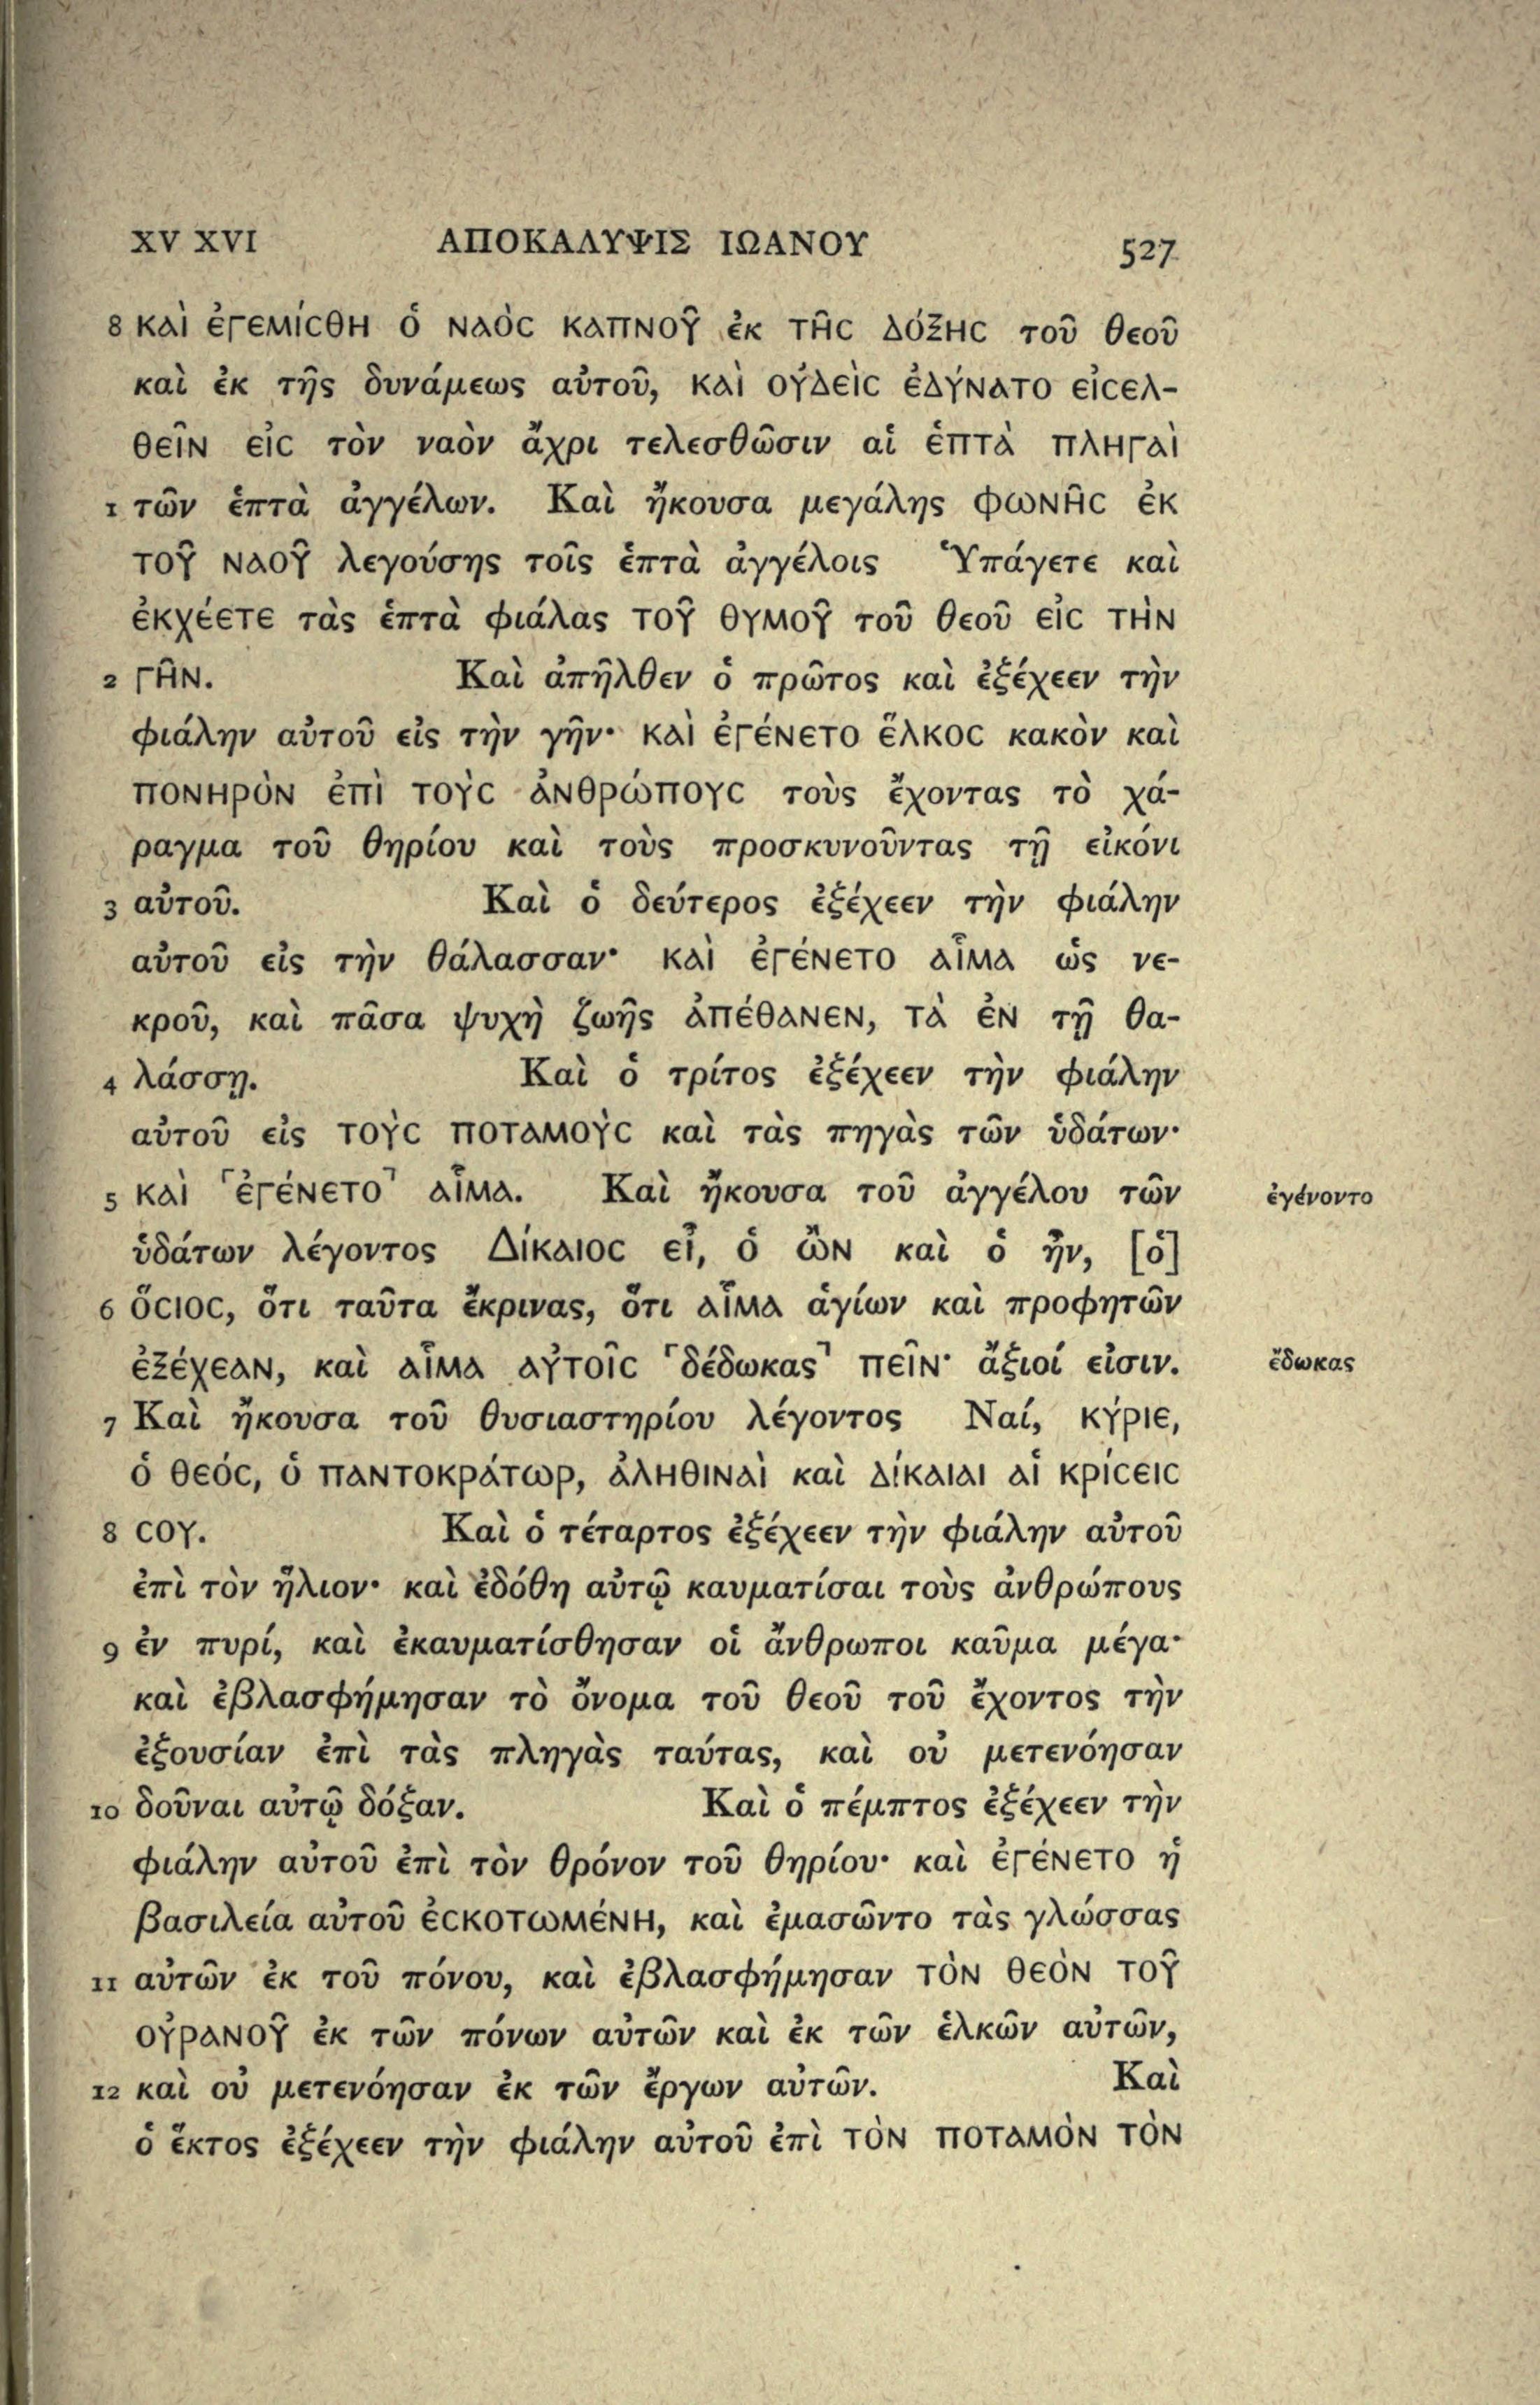 XV XVI ΑΠΟΚΑΛΥΨΙΣ ΙΩΑΝΟΥ 527
8 καὶ ἐγεμίσθη ὁ ναὸς καπνοῦ ἐκ τῆς δόξης τοῦ θεοῦ
καὶ ἐκ τῆς δυνάμεως αὐτοῦ, καὶ οὐδεὶς ἐδύνατο εἰσελ-
θεῖν εἰς τὸν ναὸν ἄχρι τελεσθῶσιν αἱ ἑπτὰ πληγαὶ
1 τῶν ἑπτὰ ἀγγέλων. Καὶ ἤκουσα μεγάλης φωνῆς ἐκ
τοῦ ναοῦ λεγούσης τοῖς ἑπτὰ ἀγγέλοις Ὑπάγετε καὶ
ἐκχέετε τὰς ἑπτὰ φιάλας τοῦ θυμοῦ τοῦ θεοῦ εἰς τὴν
2 γῆν. Καὶ ἀπῆλθεν ὁ πρῶτος καὶ ἐξέχεεν τὴν
φιάλην αὐτοῦ εἰς τὴν γῆν· καὶ ἐγένετο ἕλκος κακὸν καὶ
πονηρὸν ἐπὶ τοὺς ἀνθρώπους τοὺς ἔχοντας τὸ χά-
ραγμα τοῦ θηρίου καὶ τοὺς προσκυνοῦντας τῇ εἰκόνι
3 αὐτοῦ. Καὶ ὁ δεύτερος ἐξέχεεν τὴν φιάλην
αὐτοῦ εἰς τὴν θάλασσαν· καὶ ἐγένετο αἷμα ὡς νε-
κροῦ, καὶ πᾶσα ψυχὴ ζωῆς ἀπέθανεν, τὰ ἐν τῇ θα-
4 λάσσῃ. Καὶ ὁ τρίτος ἐξέχεεν τὴν φιάλην
αὐτοῦ εἰς τοὺς ποταμοὺς καὶ τὰς πηγὰς τῶν ὑδάτων·
5 καὶ ⌜ἐγένετο⌝ αἷμα. Καὶ ἤκουσα τοῦ ἀγγέλου τῶν ἐγένοντο
ὑδάτων λέγοντος Δίκαιος εἶ, ὁ ὢν καὶ ὁ ἦν, [ὁ]
6 ὅσιος, ὅτι ταῦτα ἔκρινας, ὅτι αἷμα ἁγίων καὶ προφητῶν
ἐξέχεαν, καὶ αἷμα αὐτοῖς ⌜δέδωκας⌝ πεῖν· ἄξιοί εἰσιν. ἔδωκας
7 Καὶ ἤκουσα τοῦ θυσιαστηρίου λέγοντος Ναί, κύριε,
ὁ θεός, ὁ παντοκράτωρ, ἀληθιναὶ καὶ δίκαιαι αἱ κρίσεις
8 σου. Καὶ ὁ τέταρτος ἐξέχεεν τὴν φιάλην αὐτοῦ
ἐπὶ τὸν ἥλιον· καὶ ἐδόθη αὐτῷ καυματίσαι τοὺς ἀνθρώπους
9 ἐν πυρί, καὶ ἐκαυματίσθησαν οἱ ἄνθρωποι καῦμα μέγα·
καὶ ἐβλασφήμησαν τὸ ὄνομα τοῦ θεοῦ τοῦ ἔχοντος τὴν
ἐξουσίαν ἐπὶ τὰς πληγὰς ταύτας, καὶ οὐ μετενόησαν
10 δοῦναι αὐτῷ δόξαν. Καὶ ὁ πέμπτος ἐξέχεεν τὴν
φιάλην αὐτοῦ ἐπὶ τὸν θρόνον τοῦ θηρίου· καὶ ἐγένετο ἡ
βασιλεία αὐτοῦ ἐσκοτωμένη, καὶ ἐμασῶντο τὰς γλώσσας
11 αὐτῶν ἐκ τοῦ πόνου, καὶ ἐβλασφήμησαν τὸν θεὸν τοῦ
οὐρανοῦ ἐκ τῶν πόνων αὐτῶν καὶ ἐκ τῶν ἑλκῶν αὐτῶν,
12 καὶ οὐ μετενόησαν ἐκ τῶν ἔργων αὐτῶν. Καὶ
ὁ ἕκτος ἐξέχεεν τὴν φιάλην αὐτοῦ ἐπὶ τὸν ποταμὸν τὸν